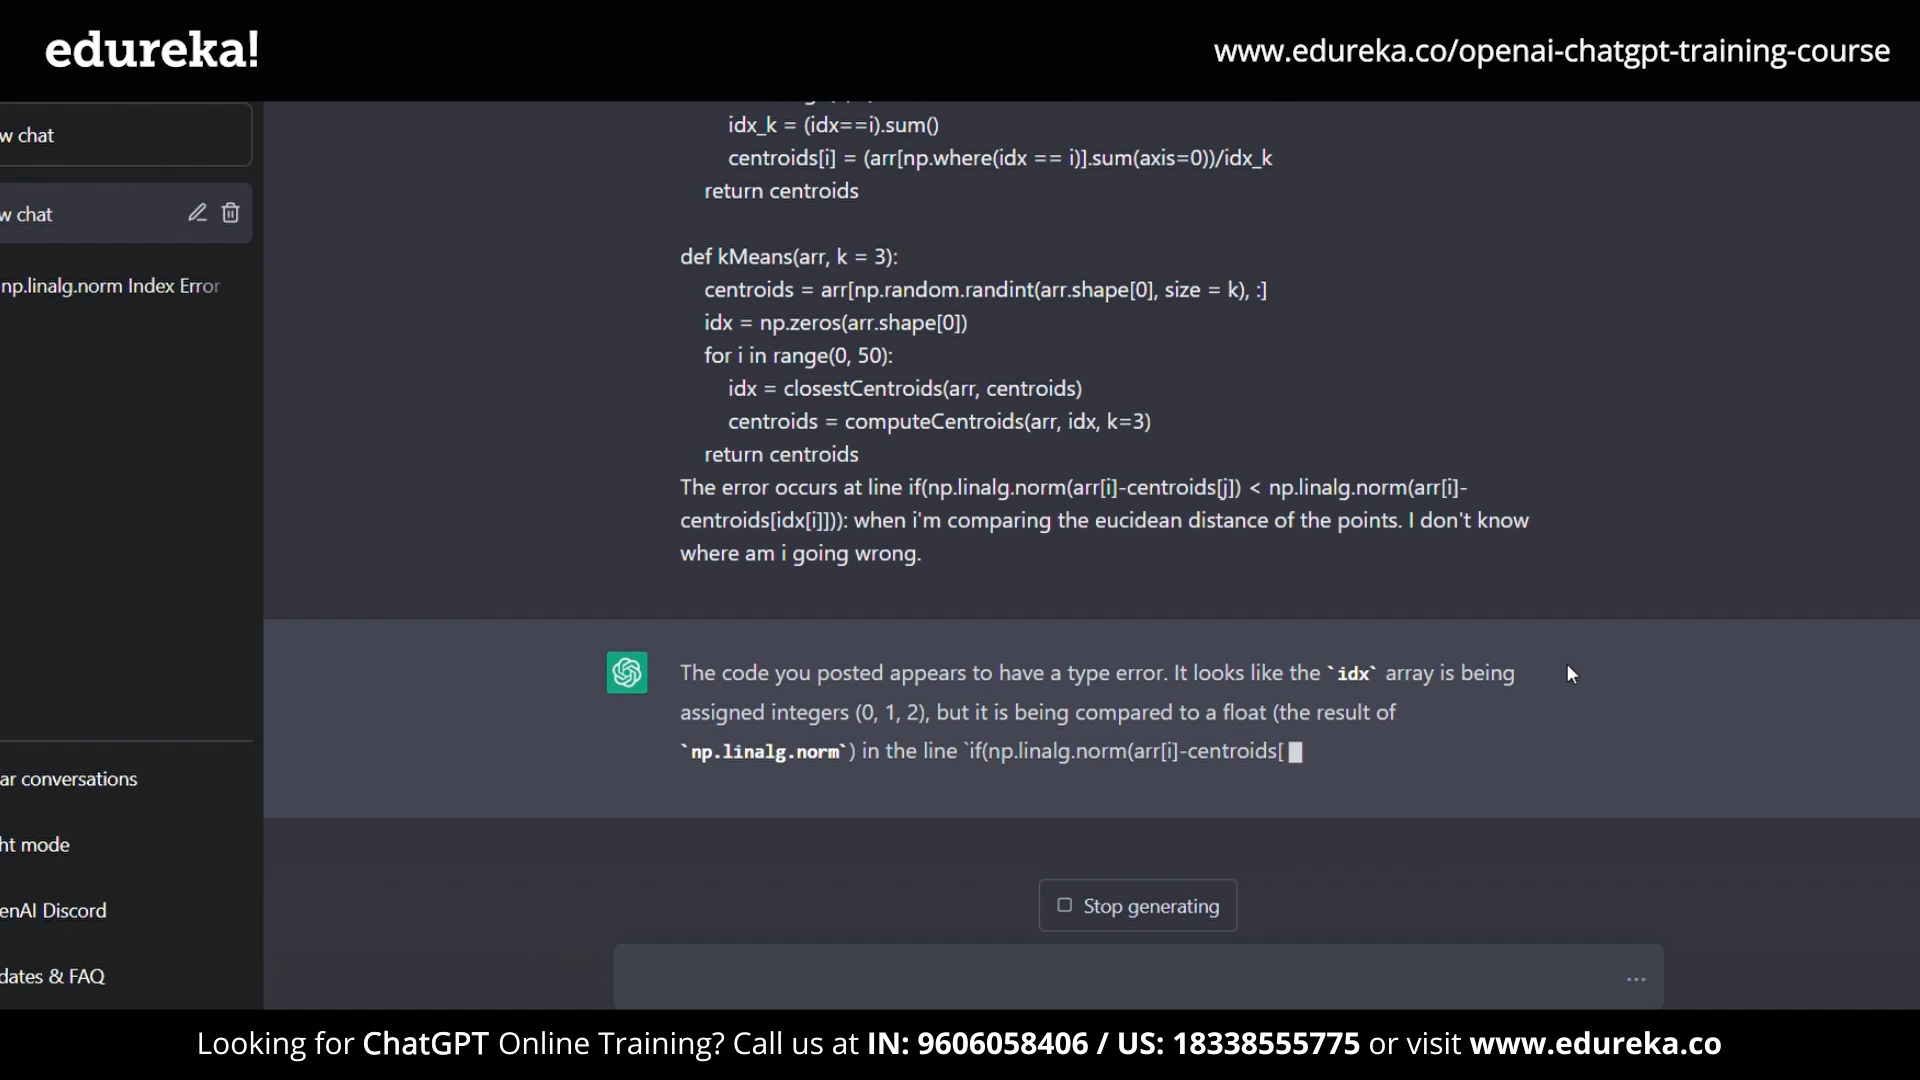 edureka!
www.edureka.co/openai-chatgpt-training-course
w chat
w chat
np.linalg.norm Index Error
ar conversations
ht mode
enAI Discord
dates & FAQ
idx_k = (idx==i).sum()
centroids[i] = (arr[np.where(idx == i)].sum(axis=0))/idx_k
return centroids
def kMeans(arr, k = 3):
centroids = arr[np.random.randint(arr.shape[0], size = k), :]
idx = np.zeros(arr.shape[0])
for i in range(0, 50):
idx = closestCentroids(arr, centroids)
centroids = computeCentroids(arr, idx, k=3)
return centroids
The error occurs at line if(np.linalg.norm(arr[i]-centroids[j]) < np.linalg.norm(arr[i]-
centroids[idx[i]])): when i'm comparing the eucidean distance of the points. I don't know
where am i going wrong.
The code you posted appears to have a type error. It looks like the `idx` array is being
assigned integers (0, 1, 2), but it is being compared to a float (the result of
`np.linalg.norm`) in the line `if(np.linalg.norm(arr[i]-centroids[
Stop generating
...
Looking for ChatGPT Online Training? Call us at IN: 9606058406 / US: 18338555775 or visit www.edureka.co